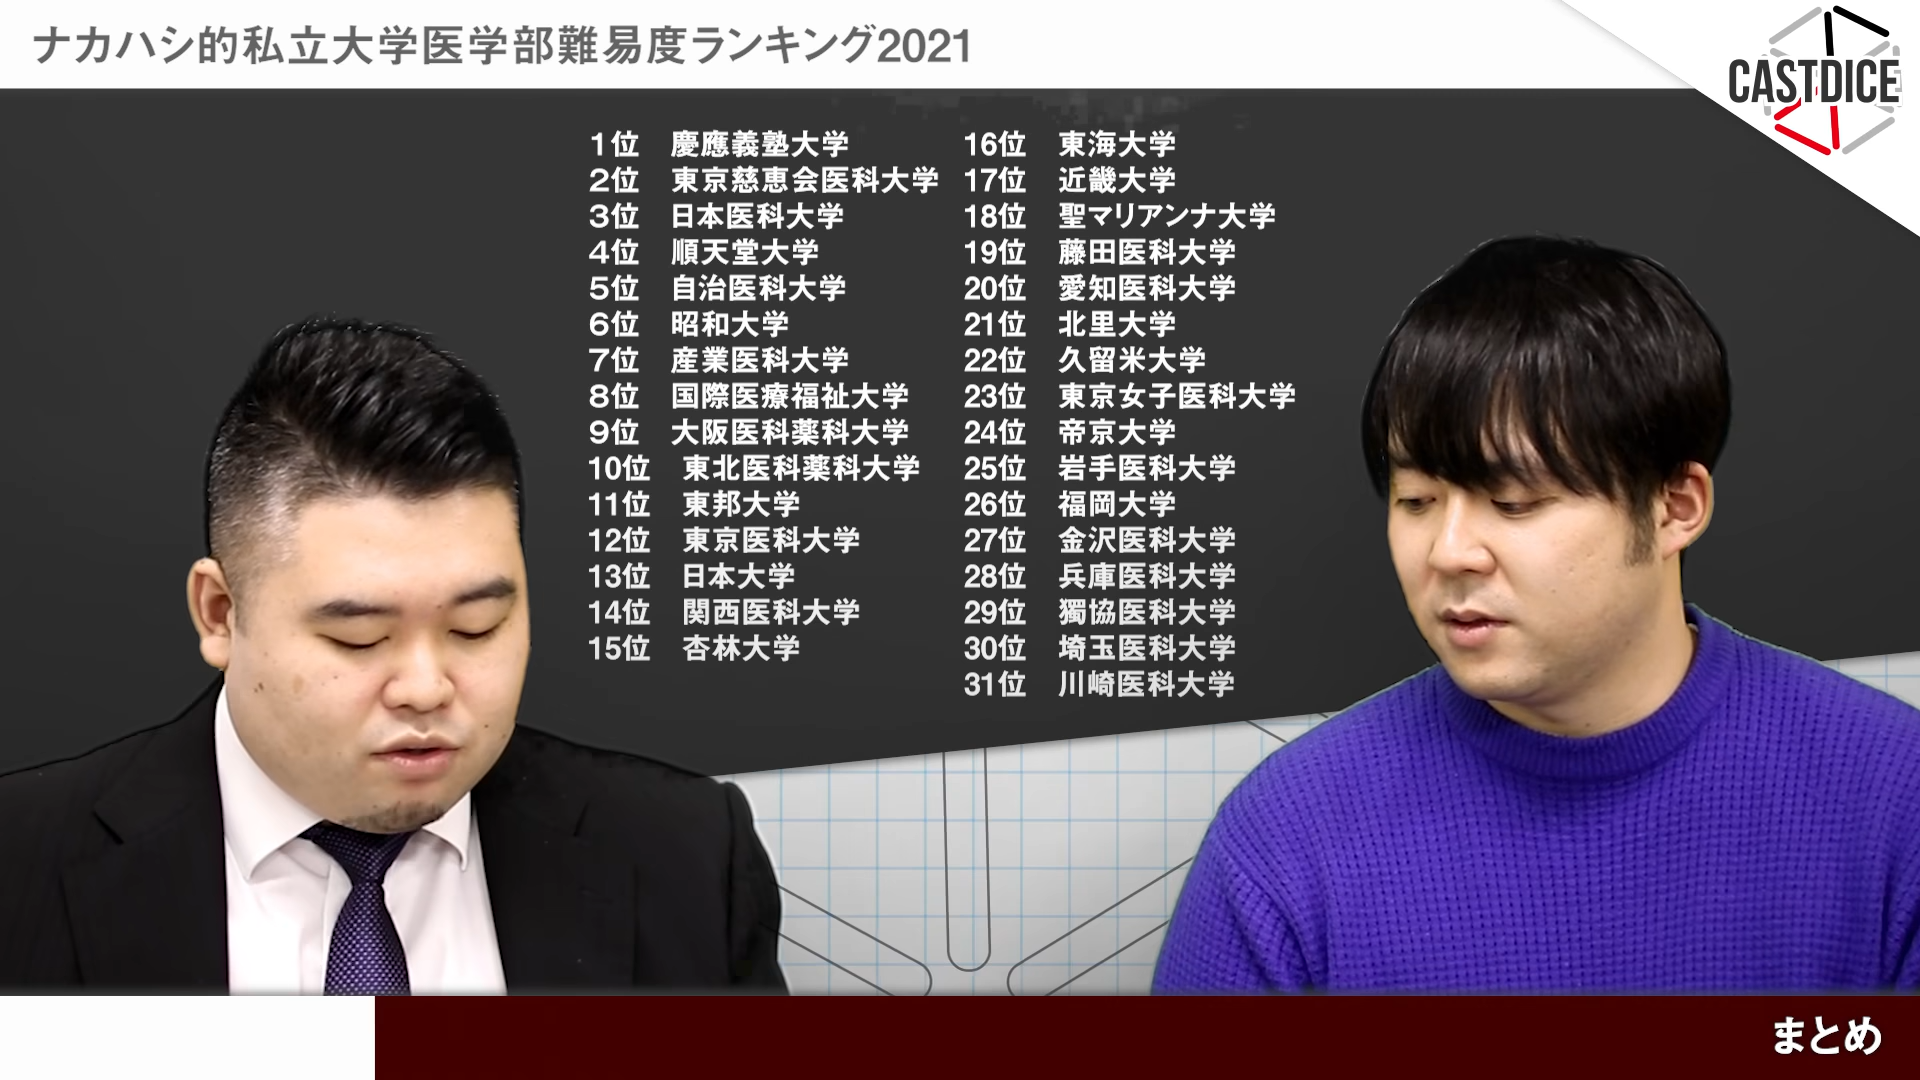 ナカハシ的私立大学医学部難易度ランキング2021
CASTDICE
1位 慶應義塾大学
2位 東京慈恵会医科大学
3位 日本医科大学
4位 順天堂大学
5位 自治医科大学
6位 昭和大学
7位 産業医科大学
8位 国際医療福祉大学
9位 大阪医科薬科大学
10位 東北医科薬科大学
11位 東邦大学
12位 東京医科大学
13位 日本大学
14位 関西医科大学
15位 杏林大学
16位 東海大学
17位 近畿大学
18位 聖マリアンナ大学
19位 藤田医科大学
20位 愛知医科大学
21位 北里大学
22位 久留米大学
23位 東京女子医科大学
24位 帝京大学
25位 岩手医科大学
26位 福岡大学
27位 金沢医科大学
28位 兵庫医科大学
29位 獨協医科大学
30位 埼玉医科大学
31位 川崎医科大学
まとめ